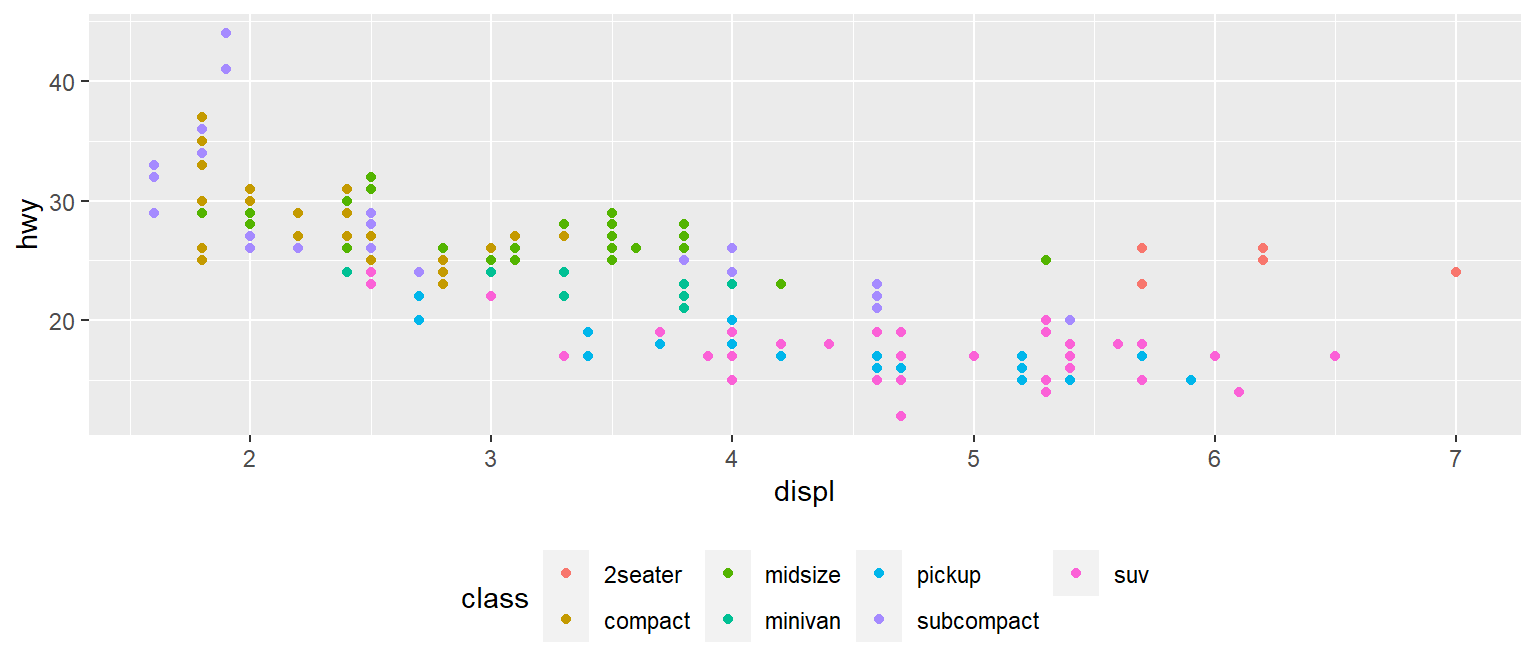 40
30
20
hwy
2 3 4 5 6 7
displ
class
2seater midsize pickup suv
compact minivan subcompact